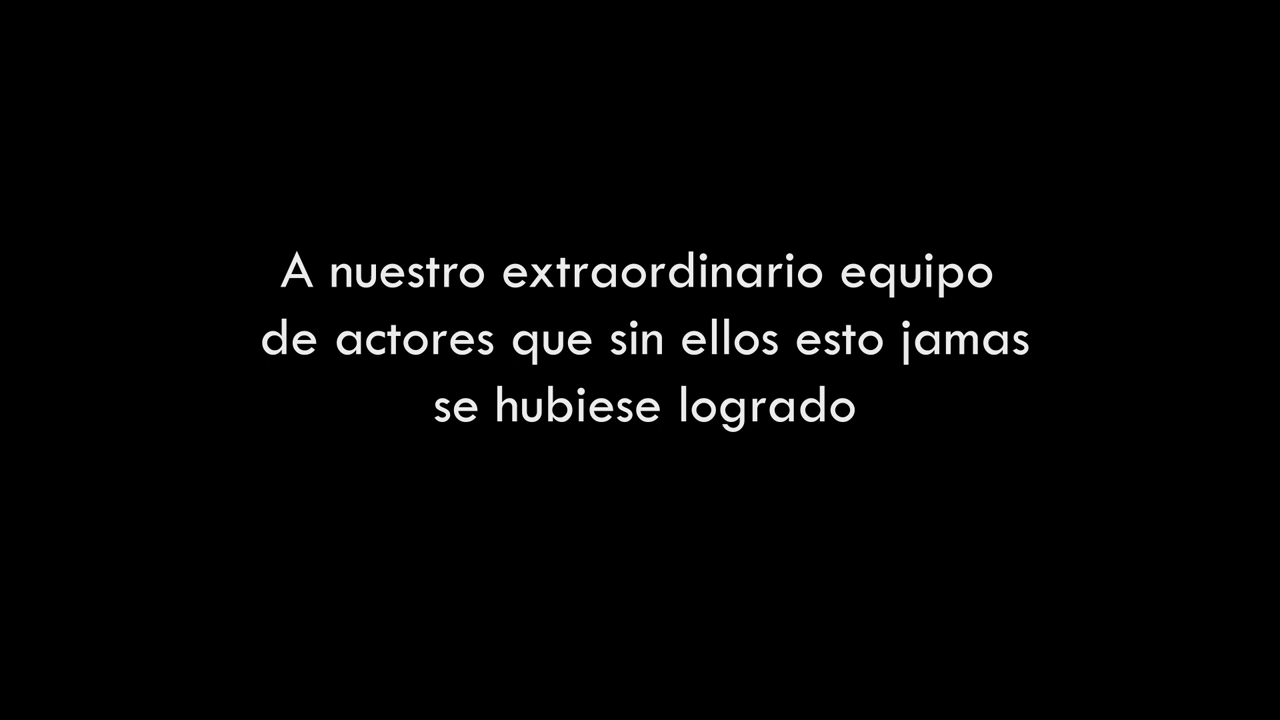 A nuestro extraordinario equipo
de actores que sin ellos esto jamas
se hubiese logrado